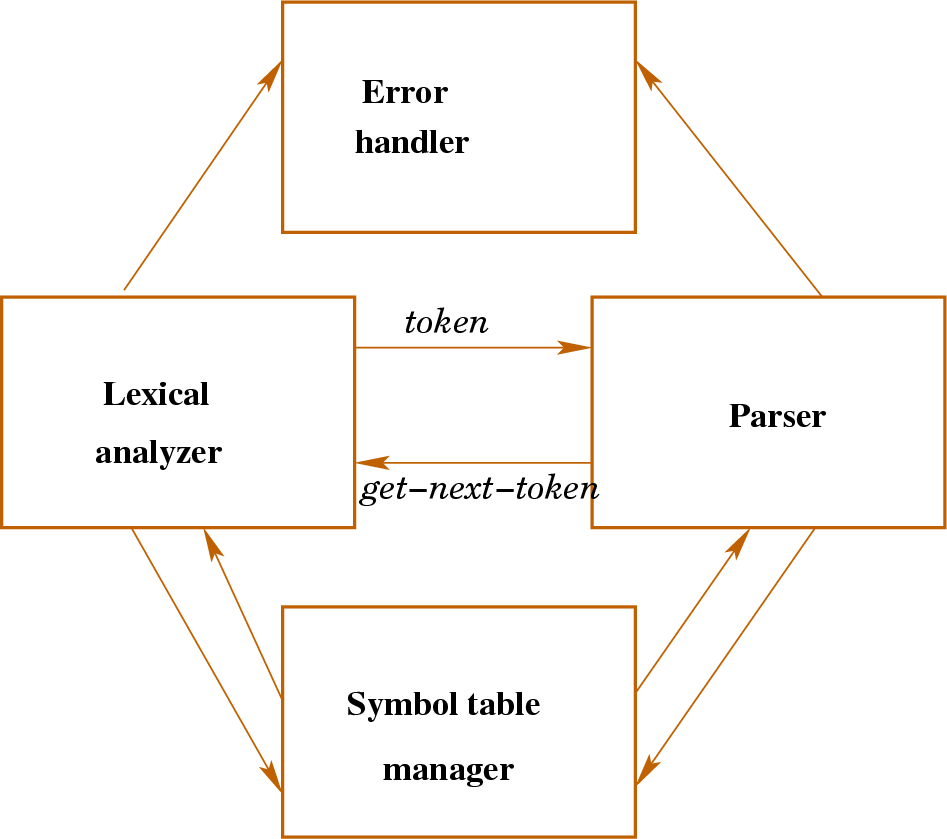 Error
handler
token
Lexical
analyzer
Parser
get−next−token
Symbol table
manager